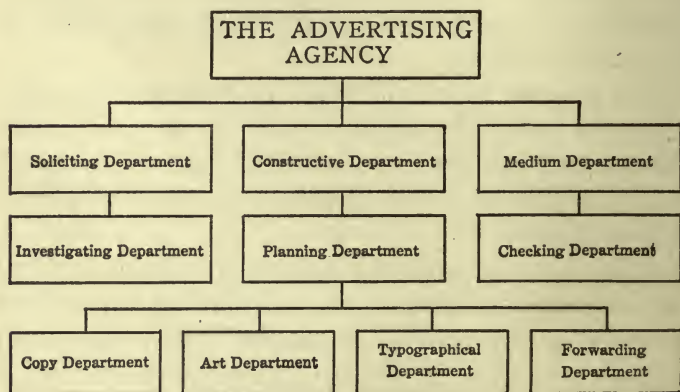 THE ADVERTISING
AGENCY
Soliciting Department
Constructive Department
Medium Department
Investigating Department
Planning Department
Checking Department
Copy Department
Art Department
Typographical
Department
Forwarding
Department